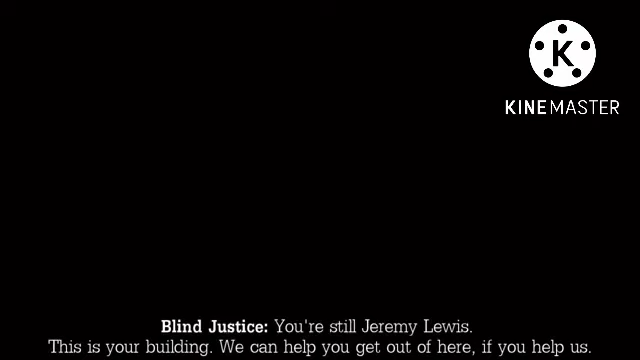 K
KINEMASTER
Blind Justice: You're still Jeremy Lewis.
This is your building. We can help you get out of here, if you help us.